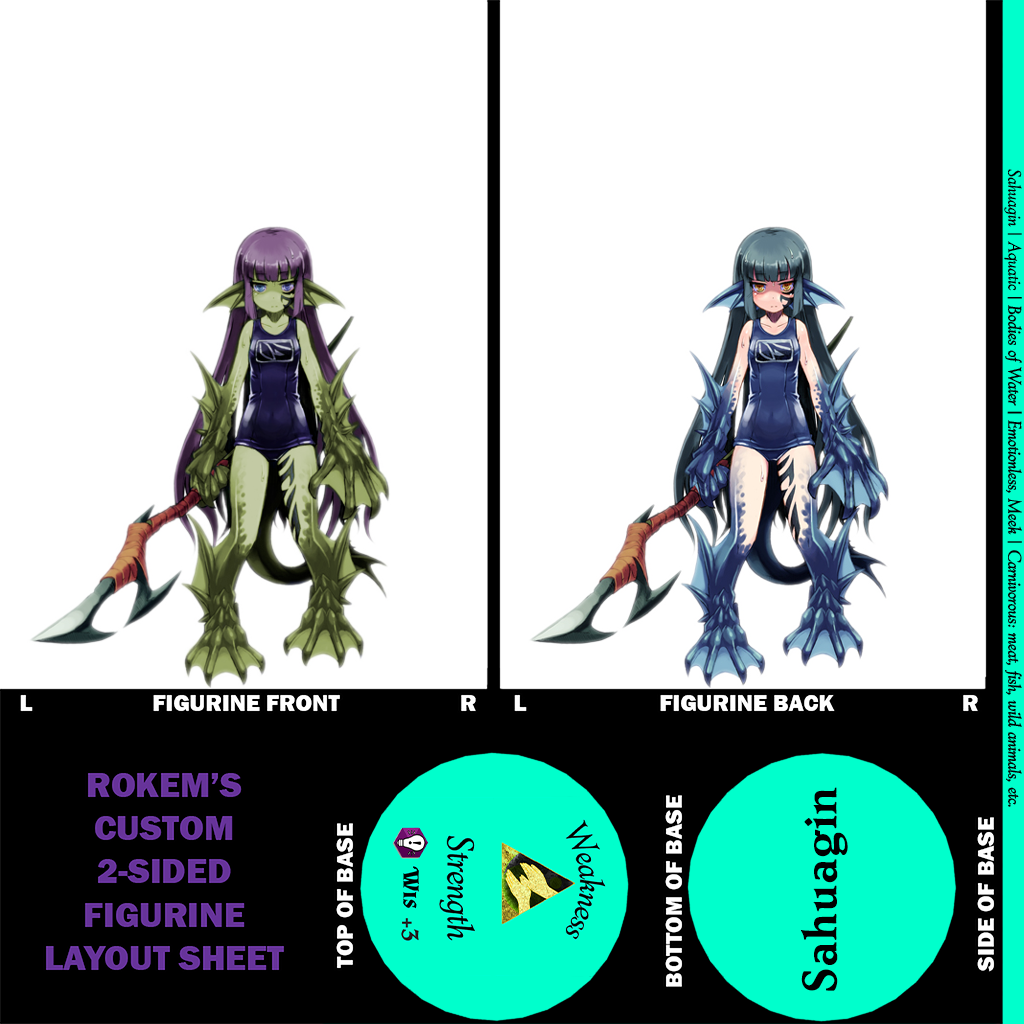 Sahuagin | Aquatic | Bodies of Water | Emotionless, Meek | Carnivorous: meat, fish, wild animals, etc.
L
FIGURINE FRONT
R
L
FIGURINE BACK
R
ROKEM'S
CUSTOM
2-SIDED
FIGURINE
LAYOUT SHEET
TOP OF BASE
Weakness
Strength
Wis +3
BOTTOM OF BASE
Sahuagin
SIDE OF BASE